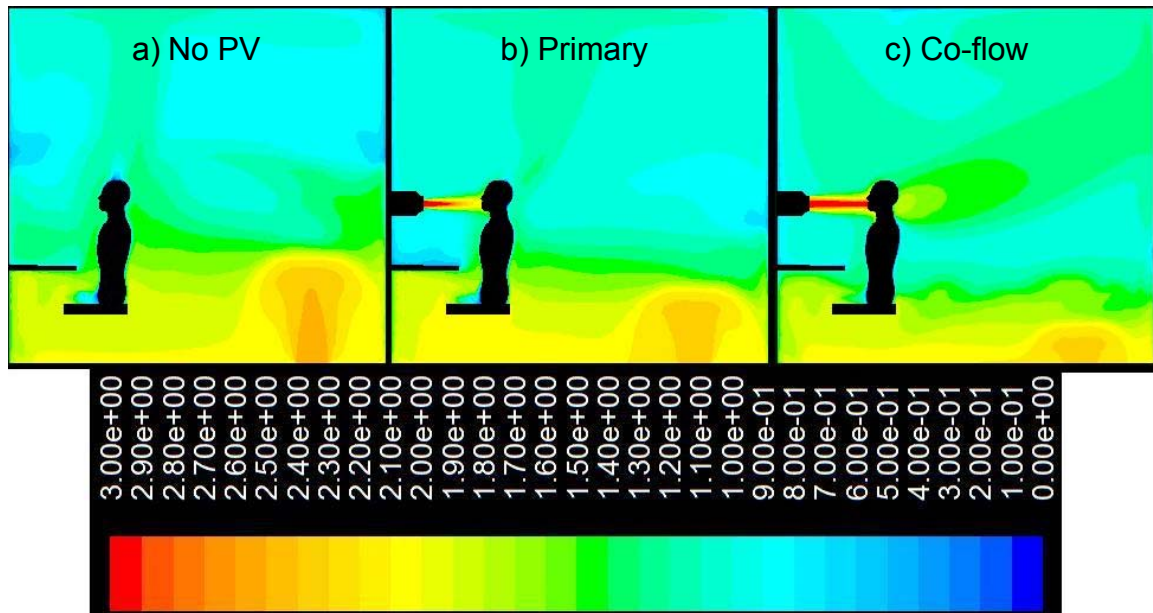 a) No PV
b) Primary
c) Co-flow
3.00e+00
2.90e+00
2.80e+00
2.70e+00
2.60e+00
2.50e+00
2.40e+00
2.30e+00
2.20e+00
2.10e+00
2.00e+00
1.90e+00
1.80e+00
1.70e+00
1.60e+00
1.50e+00
1.40e+00
1.30e+00
1.20e+00
1.10e+00
1.00e+00
9.00e-01
8.00e-01
7.00e-01
6.00e-01
5.00e-01
4.00e-01
3.00e-01
2.00e-01
1.00e-01
0.00e+00